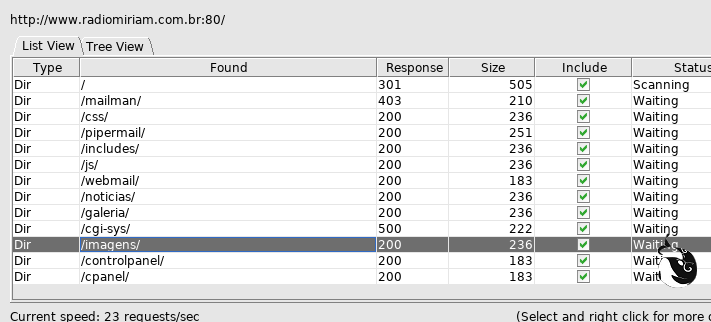 http://www.radiomiriam.com.br:80/
List View Tree View
Type Found Response Size Include Status
Dir / 301 505 Scanning
Dir /mailman/ 403 210 Waiting
Dir /css/ 200 236 Waiting
Dir /pipermail/ 200 251 Waiting
Dir /includes/ 200 236 Waiting
Dir /js/ 200 236 Waiting
Dir /webmail/ 200 183 Waiting
Dir /noticias/ 200 236 Waiting
Dir /galeria/ 200 236 Waiting
Dir /cgi-sys/ 500 222 Waiting
Dir /imagens/ 200 236 Waiting
Dir /controlpanel/ 200 183 Waiting
Dir /cpanel/ 200 183 Waiting
Current speed: 23 requests/sec (Select and right click for more